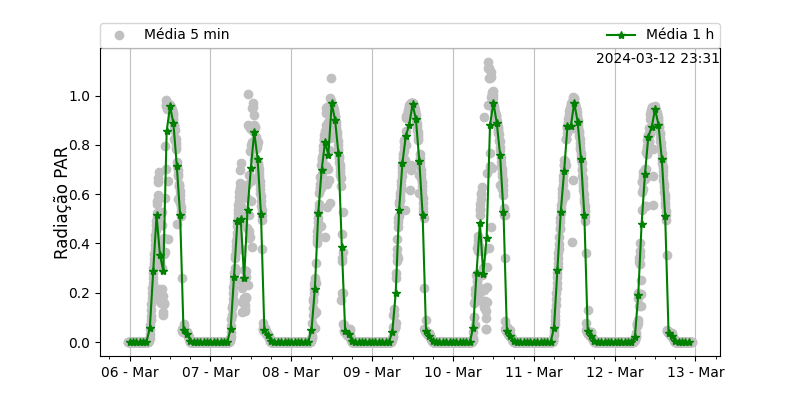 Média 5 min
Média 1 h
2024-03-12 23:31
Radiação PAR
1.0
0.8
0.6
0.4
0.2
0.0
06 - Mar
07 - Mar
08 - Mar
09 - Mar
10 - Mar
11 - Mar
12 - Mar
13 - Mar